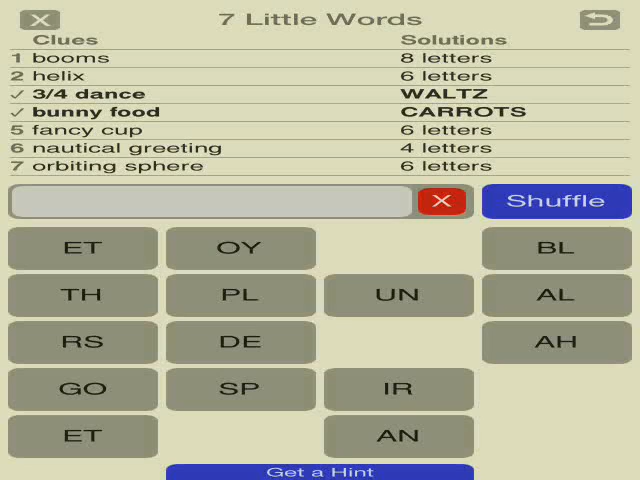 X 7 Little Words
Clues Solutions
1 booms 8 letters
2 helix 6 letters
✓ 3/4 dance WALTZ
✓ bunny food CARROTS
5 fancy cup 6 letters
6 nautical greeting 4 letters
7 orbiting sphere 6 letters
X Shuffle
ET OY BL
TH PL UN AL
RS DE AH
GO SP IR
ET AN
Get a Hint